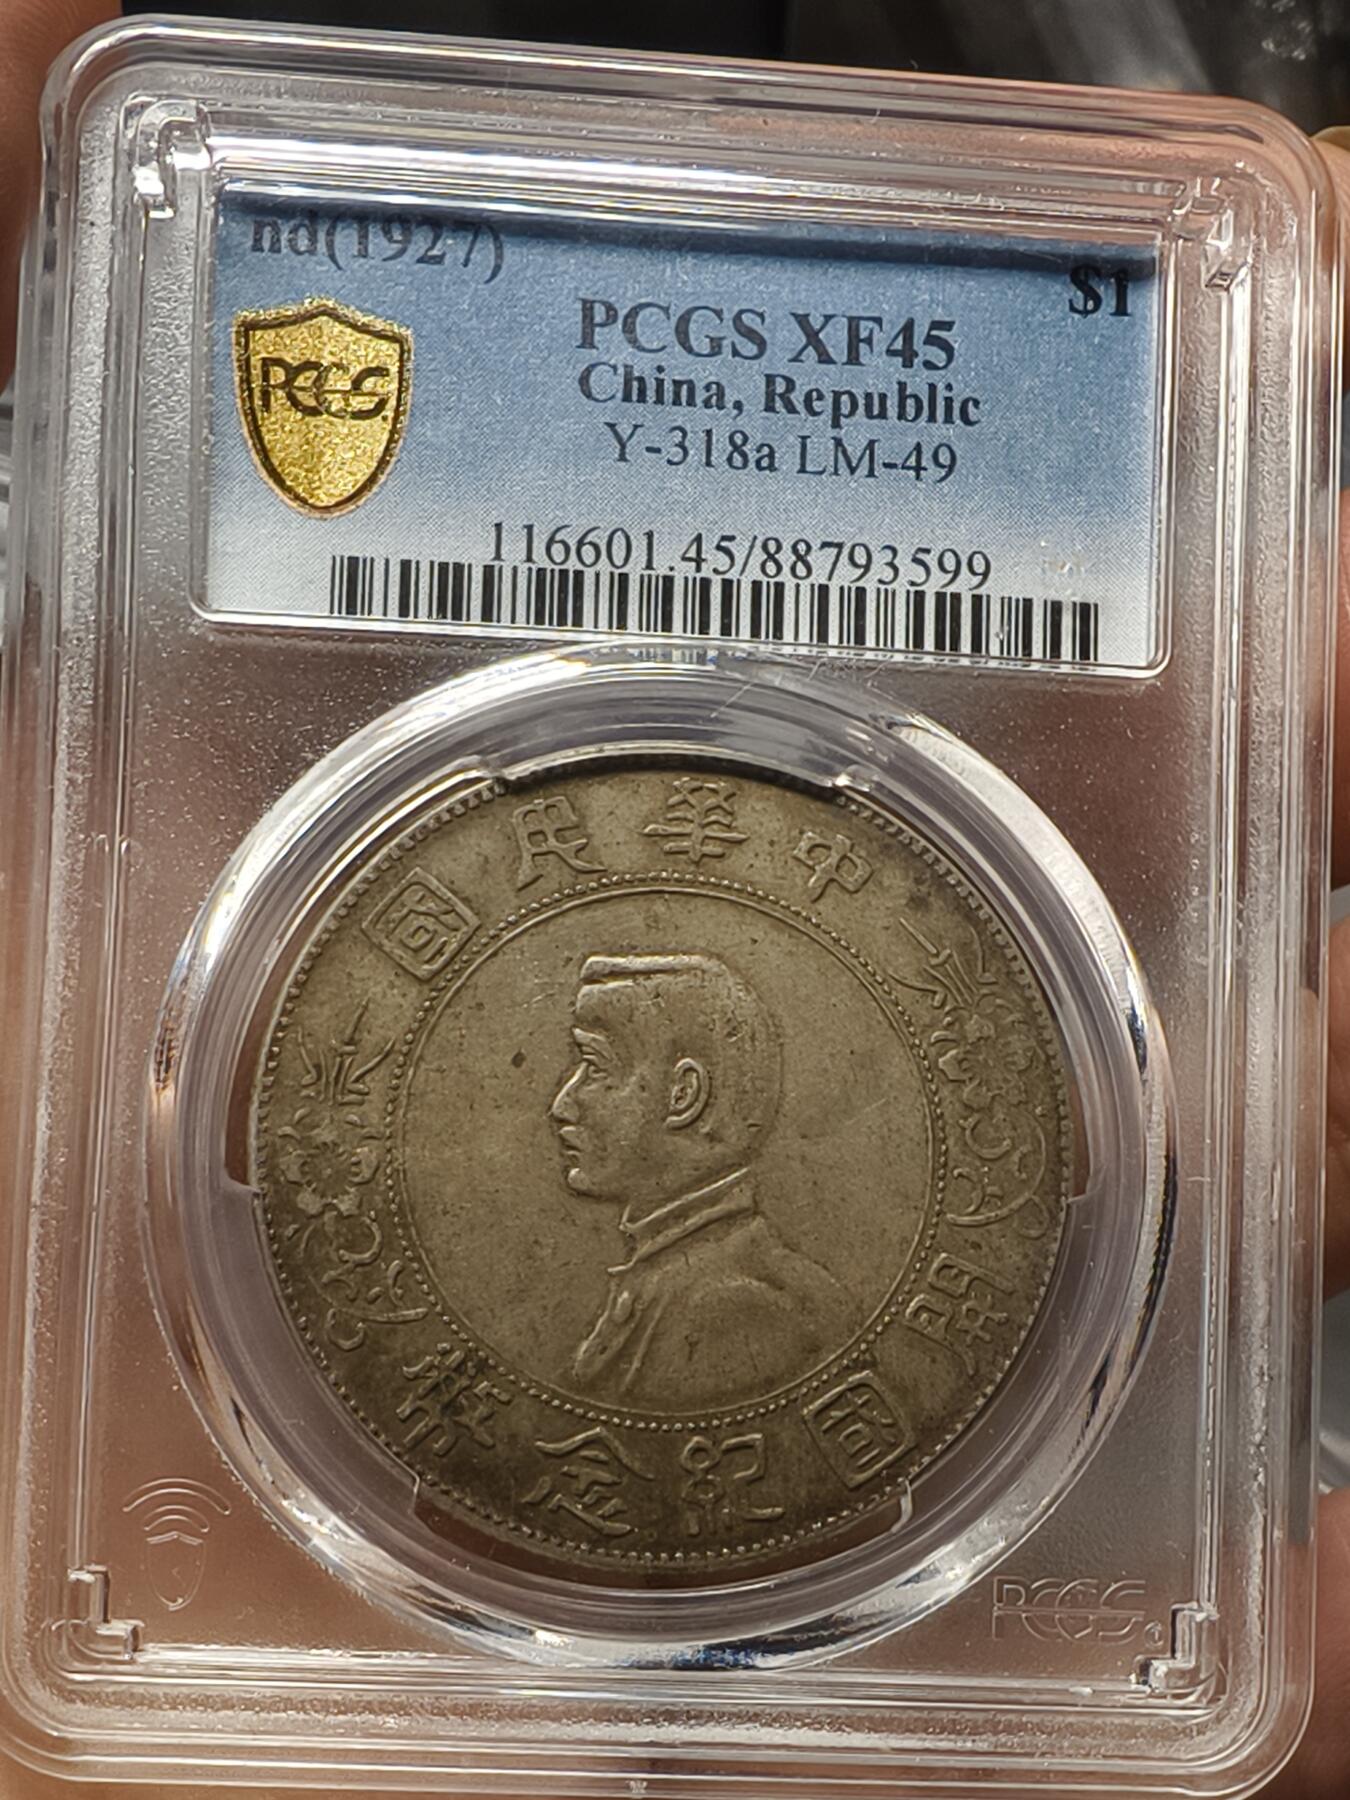 nd(1927)
$1
PCGS XF45
PCGS
China, Republic
Y-318a LM-49
116601.45/88793599
中華民國
開國紀念幣
PCGS